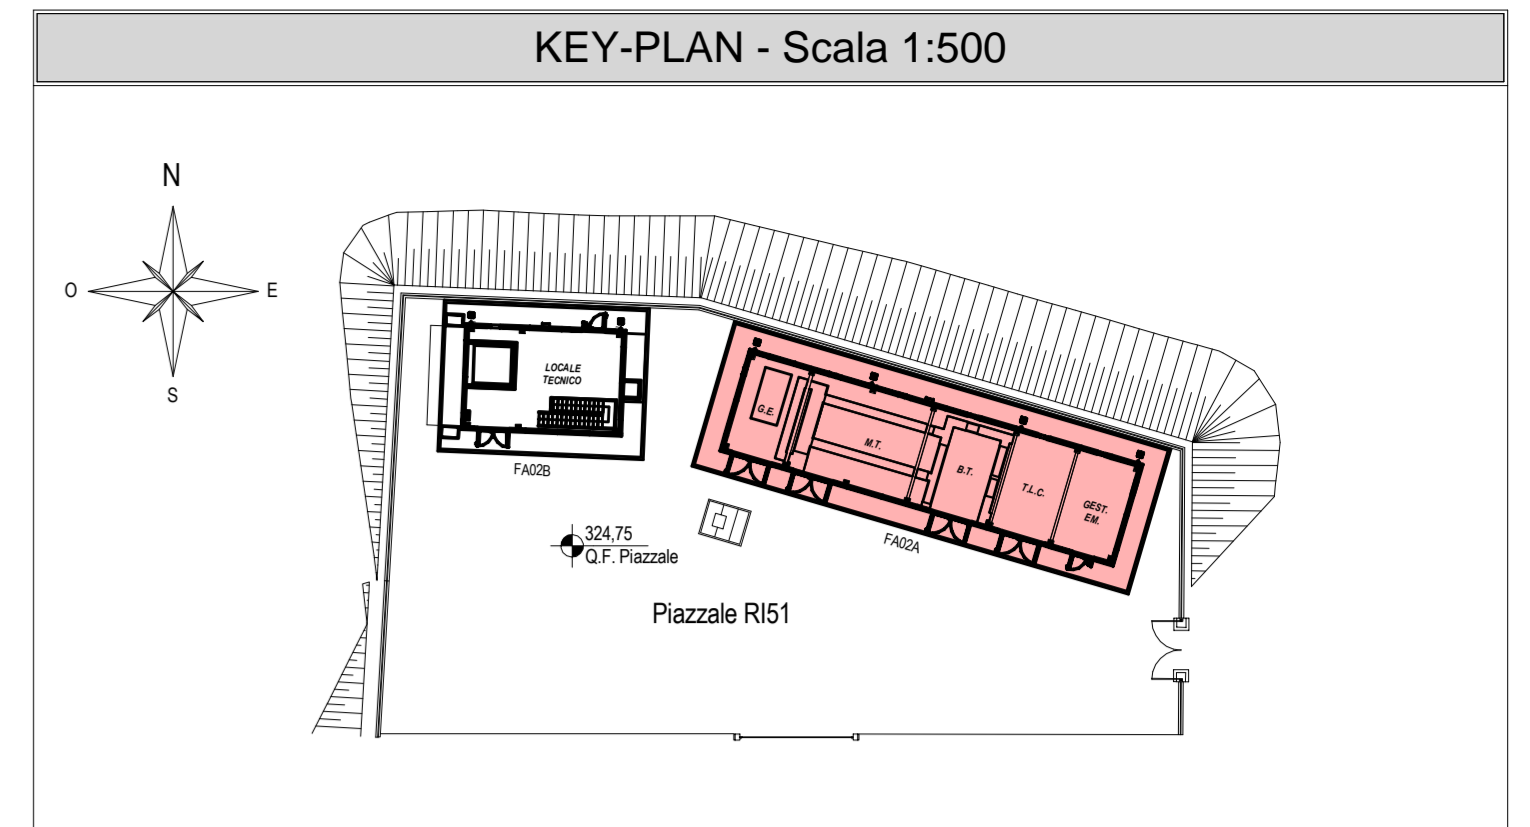 KEY-PLAN - Scala 1:500
N
O
E
S
LOCALE
TECNICO
FA02B
G.E.
M.T.
B.T.
T.L.C.
GEST.
EM.
FA02A
324,75
Q.F. Piazzale
Piazzale RI51